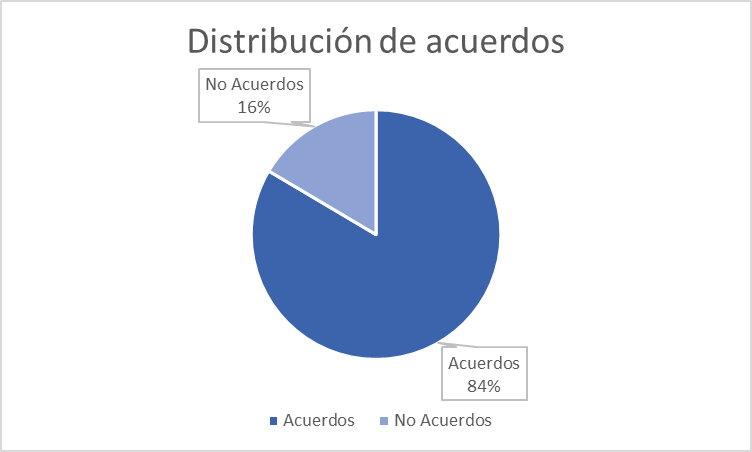 Distribución de acuerdos
No Acuerdos
16%
Acuerdos
84%
Acuerdos No Acuerdos